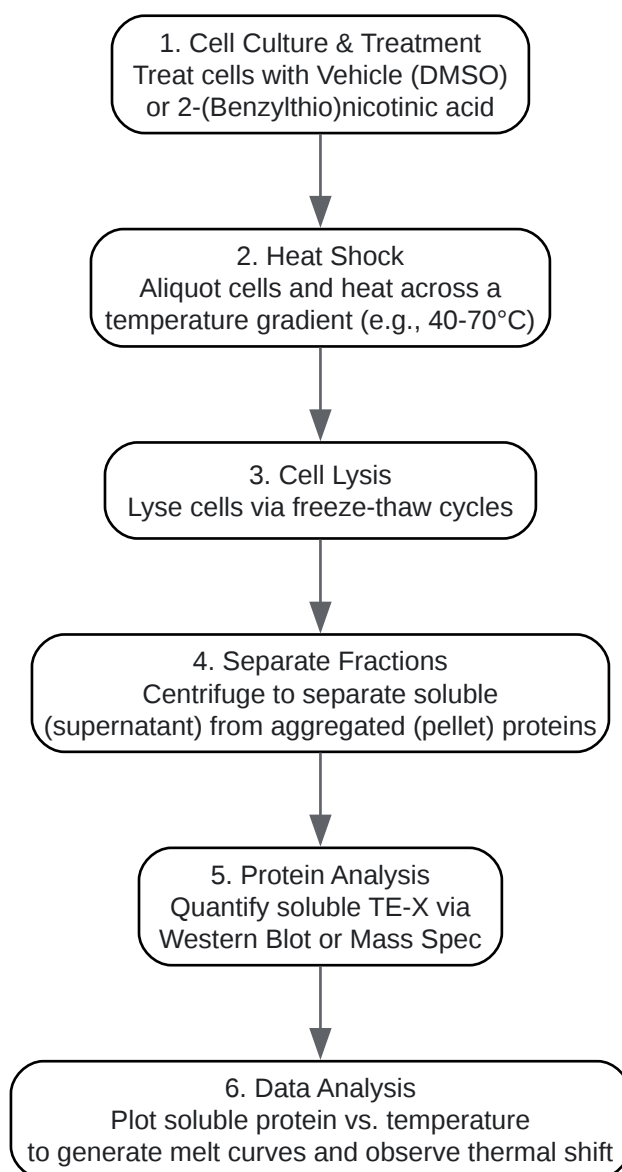 1. Cell Culture & Treatment
Treat cells with Vehicle (DMSO)
or 2-(Benzylthio)nicotinic acid
2. Heat Shock
Aliquot cells and heat across a
temperature gradient (e.g., 40-70°C)
3. Cell Lysis
Lyse cells via freeze-thaw cycles
4. Separate Fractions
Centrifuge to separate soluble
(supernatant) from aggregated (pellet) proteins
5. Protein Analysis
Quantify soluble TE-X via
Western Blot or Mass Spec
6. Data Analysis
Plot soluble protein vs. temperature
to generate melt curves and observe thermal shift